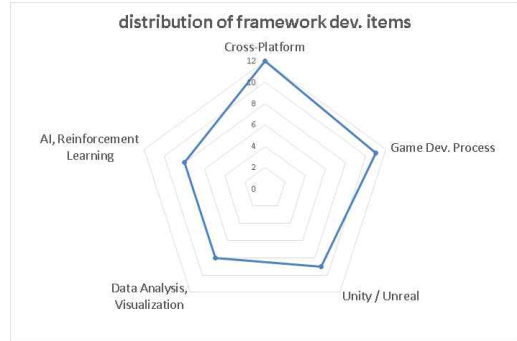 distribution of framework dev. items
Cross-Platform
12
10
8
6
4
2
0
AI, Reinforcement
Learning
Game Dev. Process
Data Analysis,
Visualization
Unity / Unreal